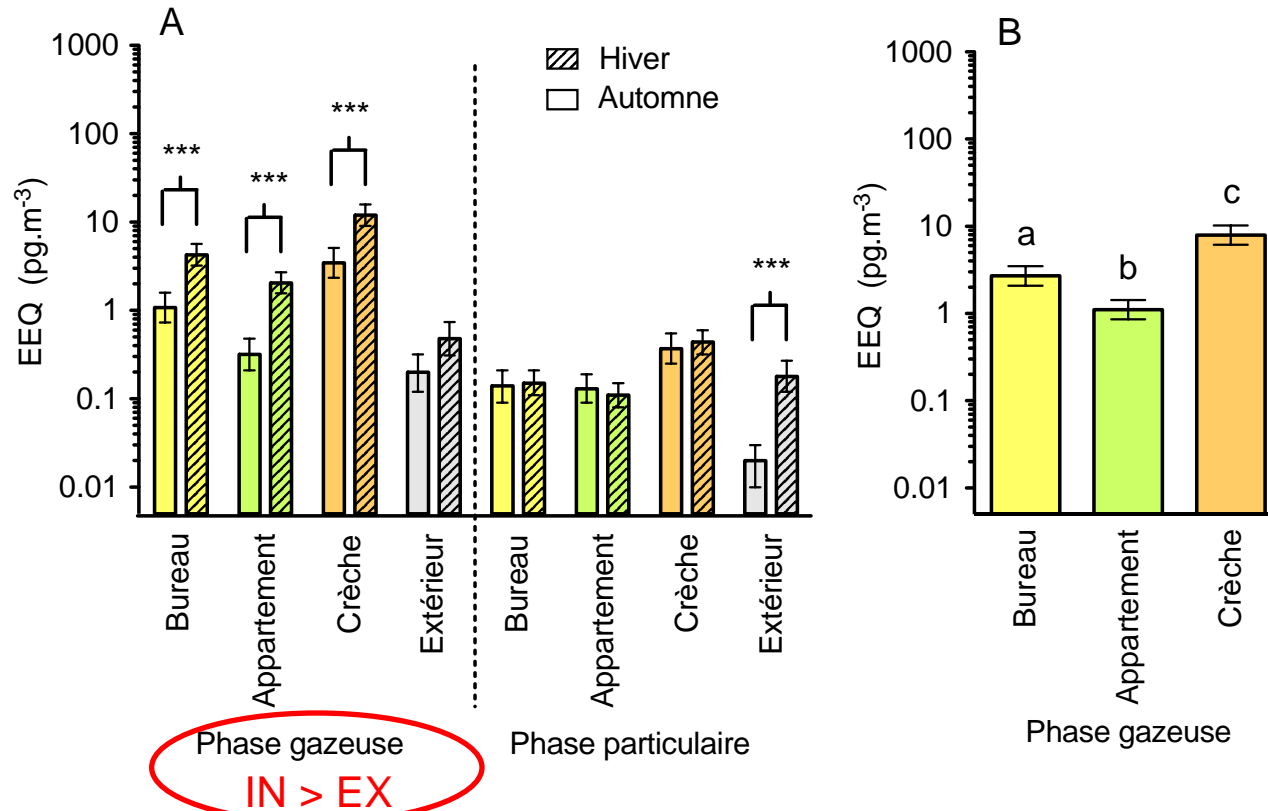 A
1000
100
10
1
0.1
0.01
EEQ (pg.m-3)
Hiver
Automne
***
***
***
***
Bureau
Appartement
Crèche
Extérieur
Bureau
Appartement
Crèche
Extérieur
Phase gazeuse
IN > EX
Phase particulaire
B
1000
100
10
1
0.1
0.01
EEQ (pg.m-3)
a
b
c
Bureau
Appartement
Crèche
Phase gazeuse